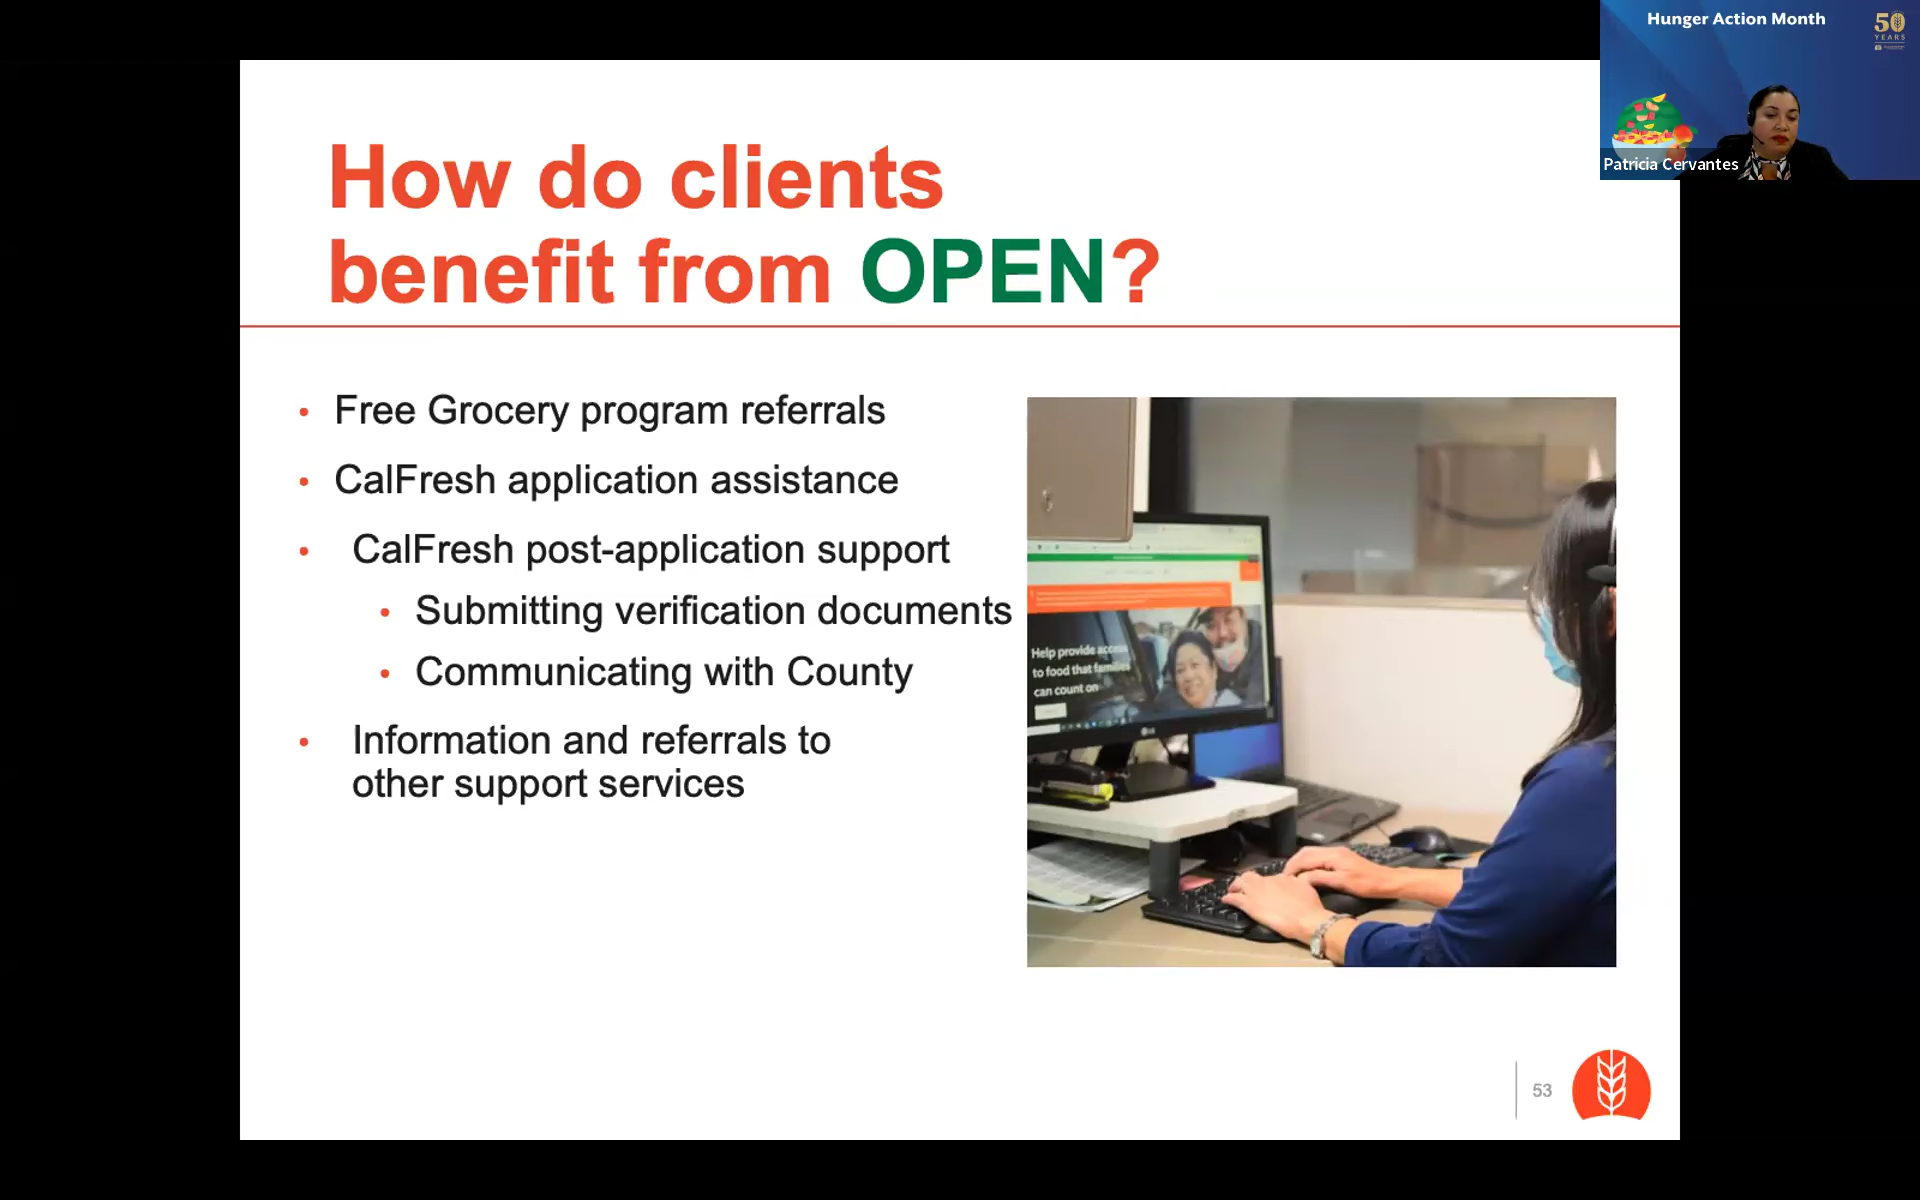 Hunger Action Month
50
YEARS
Patricia Cervantes
How do clients
benefit from OPEN?
• Free Grocery program referrals
• CalFresh application assistance
• CalFresh post-application support
• Submitting verification documents
• Communicating with County
• Information and referrals to
other support services
Help provide access
to food that families
can count on
LG
53